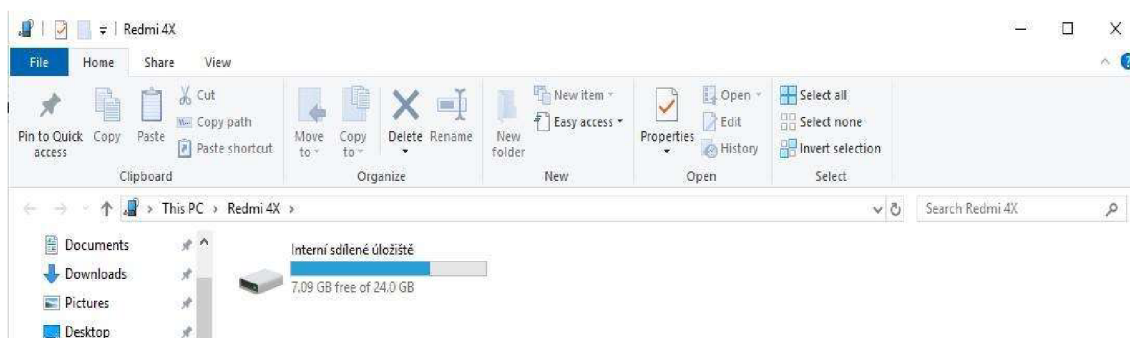 Redmi 4X
File Home Share View
Pin to Quick access Copy Paste
Cut
Copy path
Paste shortcut
Clipboard
Move to Copy to Delete Rename
Organize
New folder
New item
Easy access
New
Properties
Open
Edit
History
Open
Select all
Select none
Invert selection
Select
This PC > Redmi 4X >
Search Redmi 4X
Documents
Downloads
Pictures
Desktop
Interní sdílené úložiště
7.09 GB free of 24.0 GB